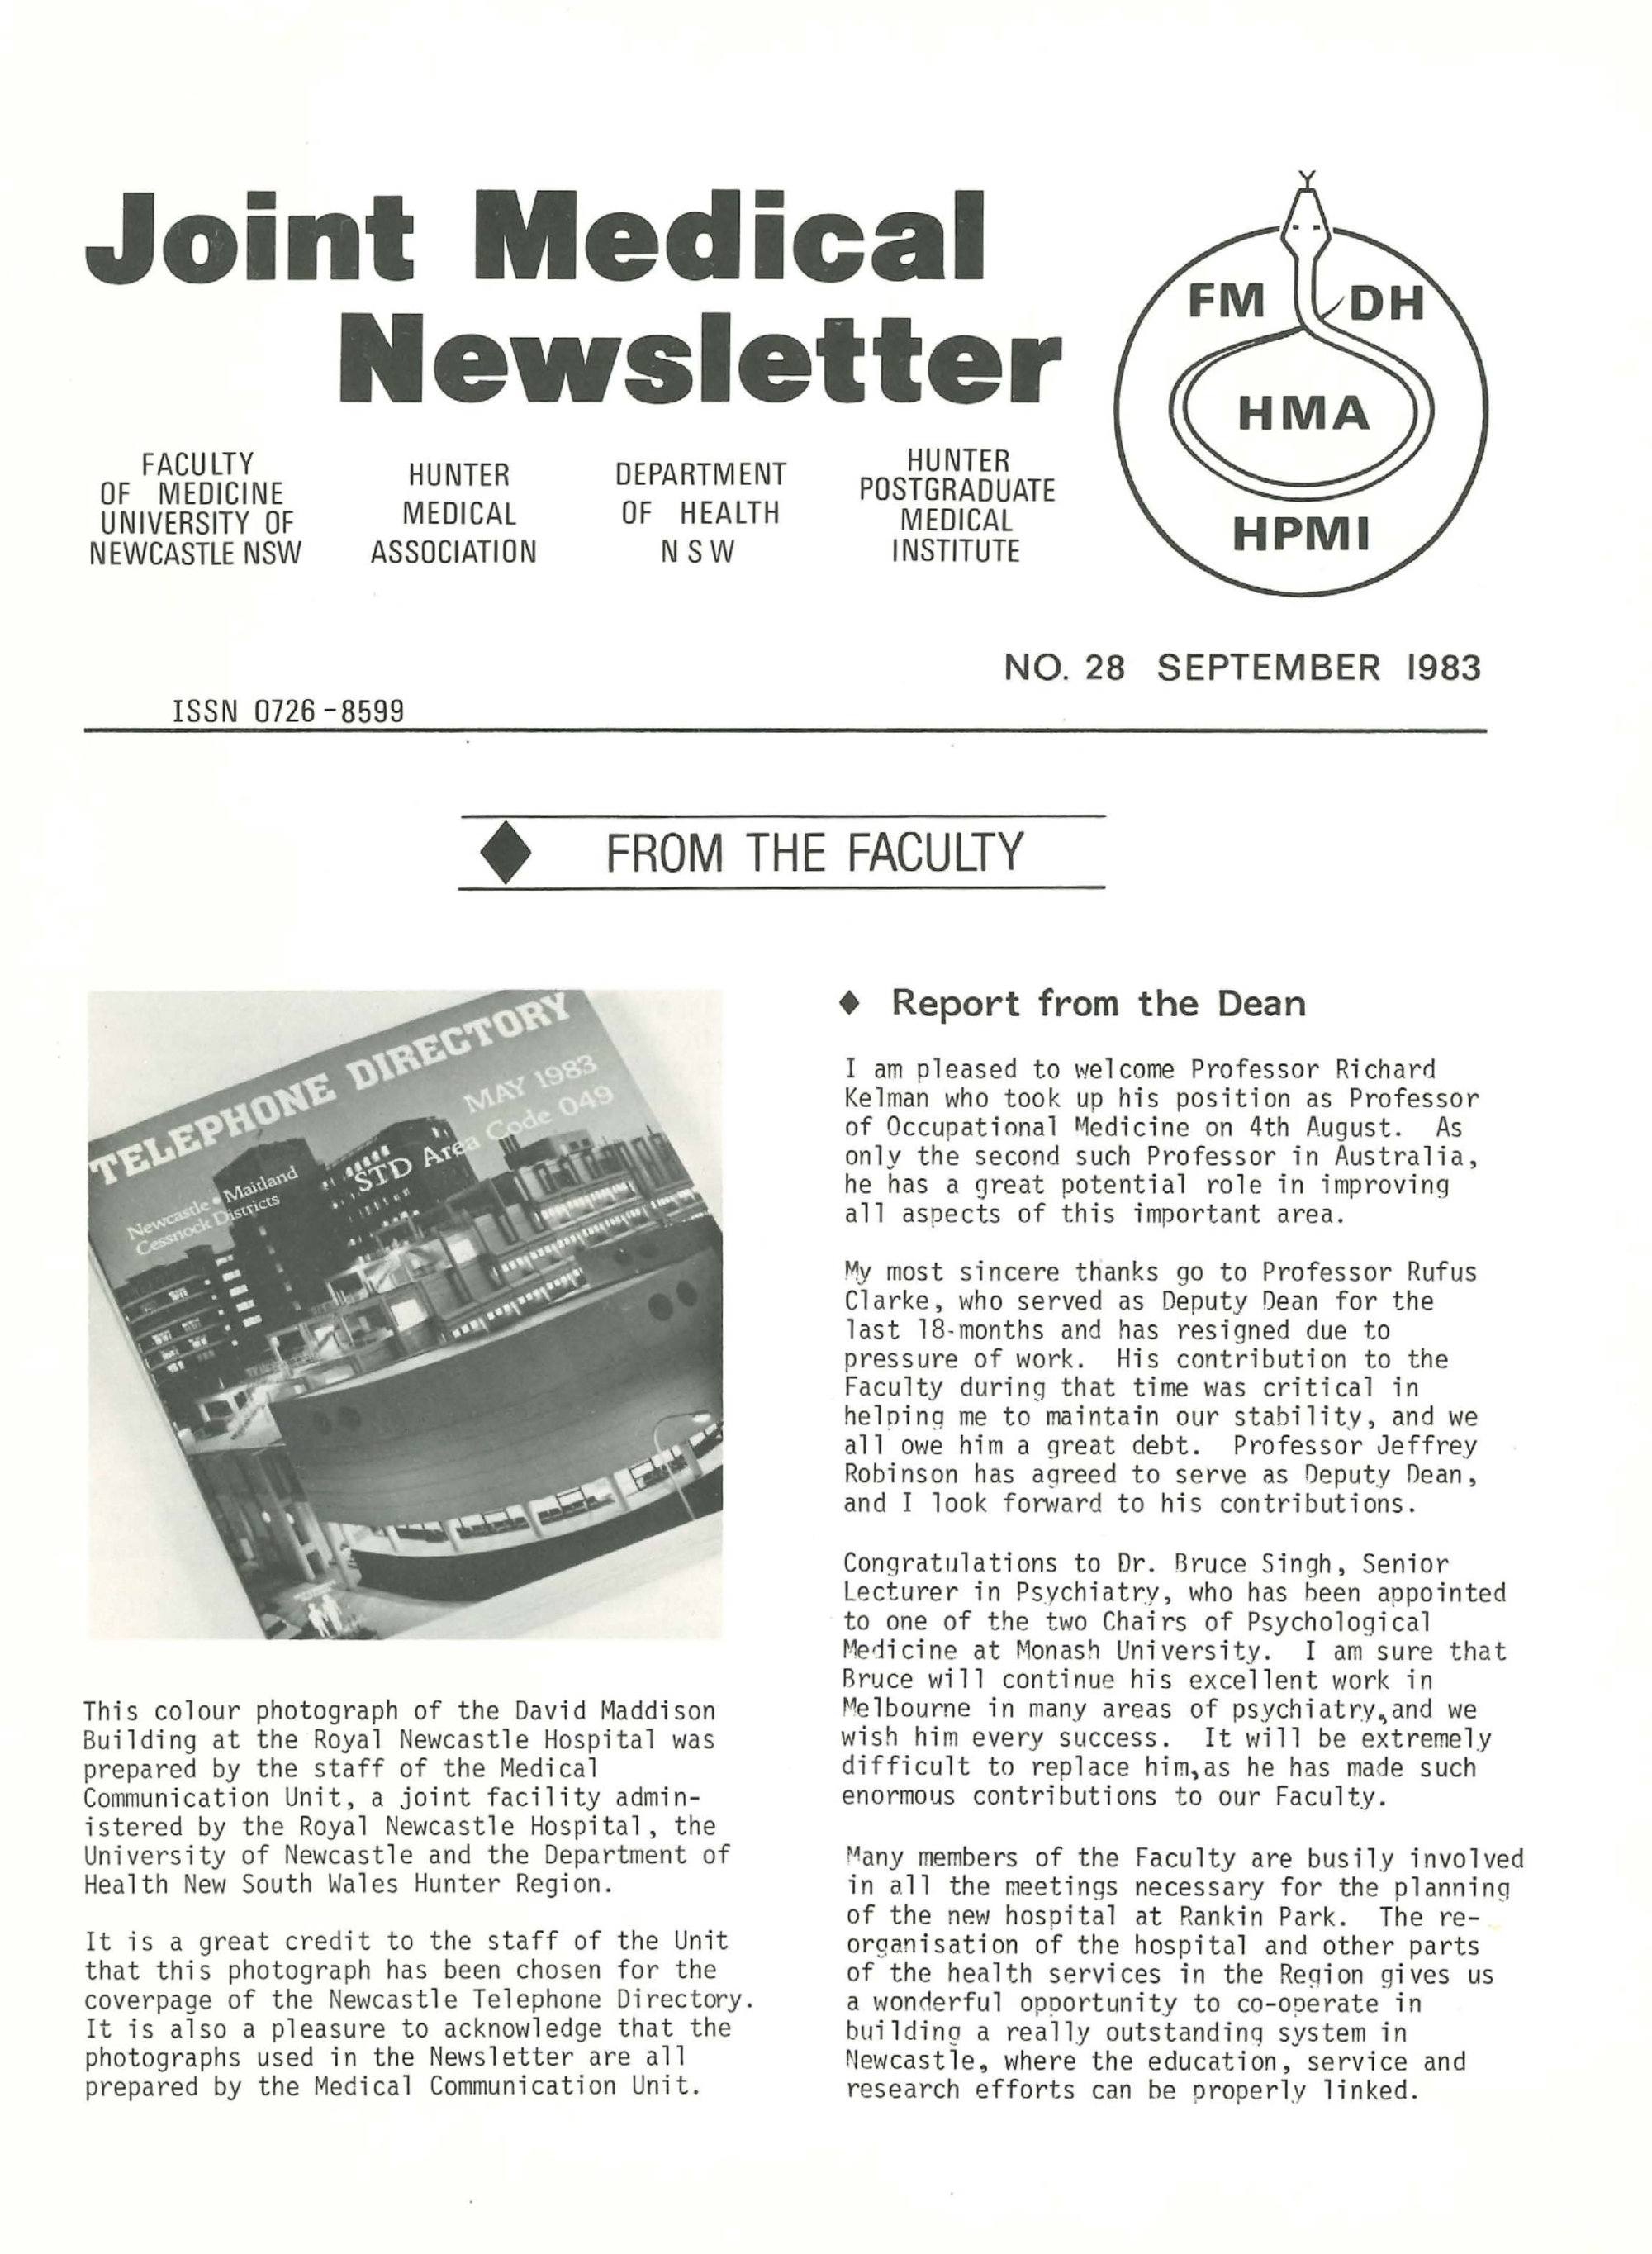 Joint Medical
Newsletter
FACULTY
OF MEDICINE
UNIVERSITY OF
NEWCASTLE NSW
HUNTER
MEDICAL
ASSOCIATION
DEPARTMENT
OF HEALTH
N S W
HUNTER
POSTGRADUATE
MEDICAL
INSTITUTE
FM DH
HMA
HPMI
NO. 28 SEPTEMBER 1983
ISSN 0726-8599
FROM THE FACULTY
TELEPHONE DIRECTORY
MAY 1983
STD Area Code 049
Newcastle • Maitland
Cessnock Districts
This colour photograph of the David Maddison
Building at the Royal Newcastle Hospital was
prepared by the staff of the Medical
Communication Unit, a joint facility admin-
istered by the Royal Newcastle Hospital, the
University of Newcastle and the Department of
Health New South Wales Hunter Region.
It is a great credit to the staff of the Unit
that this photograph has been chosen for the
coverpage of the Newcastle Telephone Directory.
It is also a pleasure to acknowledge that the
photographs used in the Newsletter are all
prepared by the Medical Communication Unit.
♦ Report from the Dean
I am pleased to welcome Professor Richard
Kelman who took up his position as Professor
of Occupational Medicine on 4th August. As
only the second such Professor in Australia,
he has a great potential role in improving
all aspects of this important area.
My most sincere thanks go to Professor Rufus
Clarke, who served as Deputy Dean for the
last 18-months and has resigned due to
pressure of work. His contribution to the
Faculty during that time was critical in
helping me to maintain our stability, and we
all owe him a great debt. Professor Jeffrey
Robinson has agreed to serve as Deputy Dean,
and I look forward to his contributions.
Congratulations to Dr. Bruce Singh, Senior
Lecturer in Psychiatry, who has been appointed
to one of the two Chairs of Psychological
Medicine at Monash University. I am sure that
Bruce will continue his excellent work in
Melbourne in many areas of psychiatry,and we
wish him every success. It will be extremely
difficult to replace him,as he has made such
enormous contributions to our Faculty.
Many members of the Faculty are busily involved
in all the meetings necessary for the planning
of the new hospital at Rankin Park. The re-
organisation of the hospital and other parts
of the health services in the Region gives us
a wonderful opportunity to co-operate in
building a really outstanding system in
Newcastle, where the education, service and
research efforts can be properly linked.